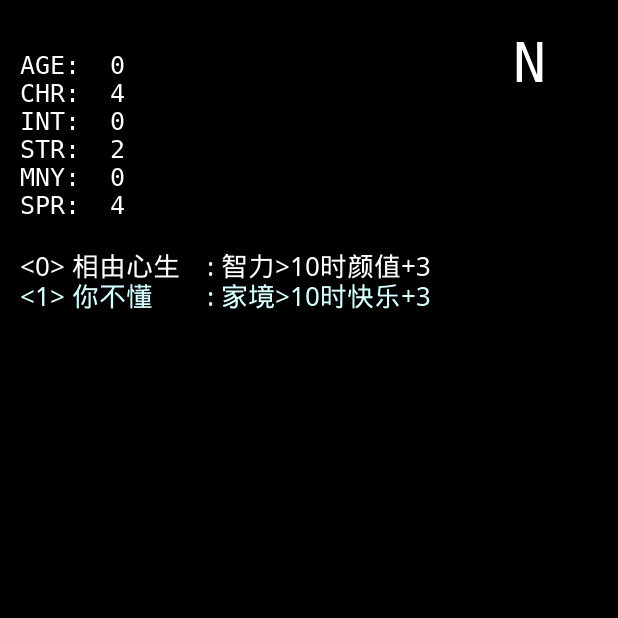 N
AGE: 0
CHR: 4
INT: 0
STR: 2
MNY: 0
SPR: 4
<0> 相由心生 : 智力>10时颜值+3
<1> 你不懂 : 家境>10时快乐+3